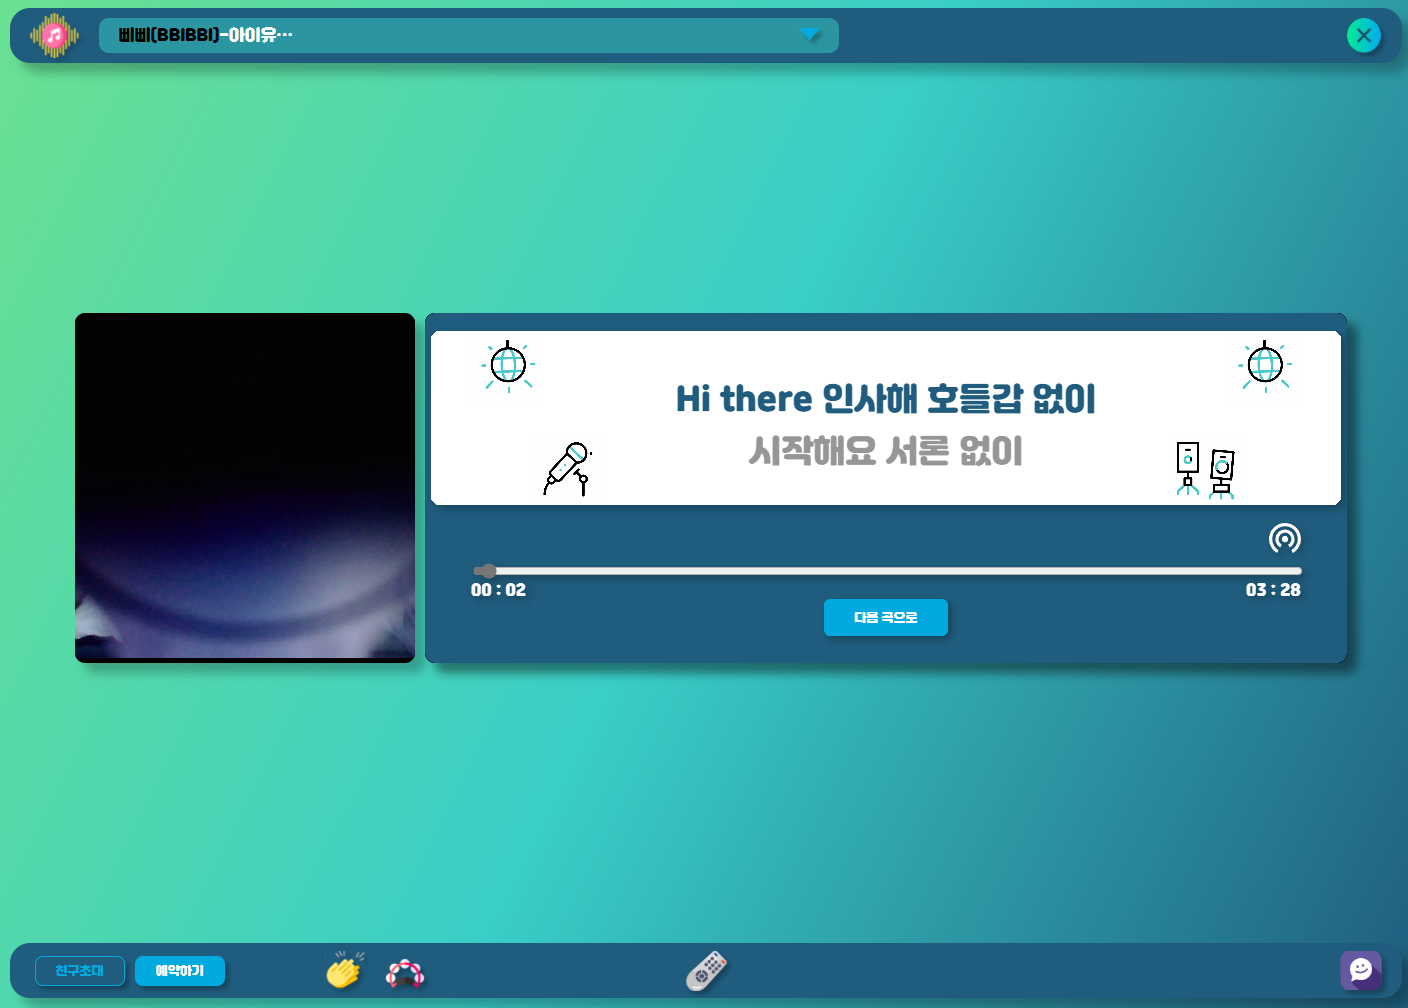 삐삐(BBIBBI)-아이유...
Hi there 인사해 호들갑 없이
시작해요 서론 없이
00 : 02
03 : 28
다음 곡으로
친구초대
예약하기